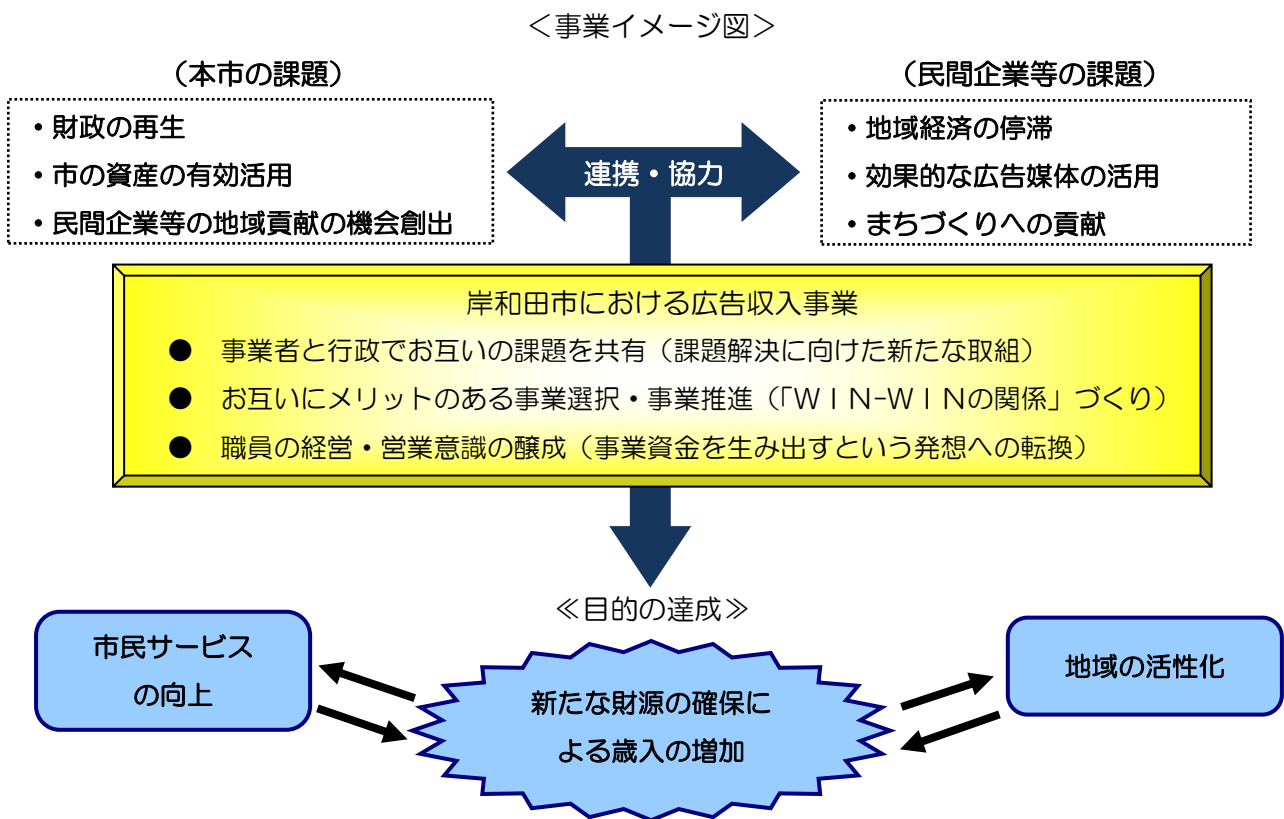 ＜事業イメージ図＞
（本市の課題）
・財政の再生
・市の資産の有効活用
・民間企業等の地域貢献の機会創出
連携・協力
（民間企業等の課題）
・地域経済の停滞
・効果的な広告媒体の活用
・まちづくりへの貢献
岸和田市における広告収入事業
● 事業者と行政でお互いの課題を共有（課題解決に向けた新たな取組）
● お互いにメリットのある事業選択・事業推進（「ＷＩＮ-ＷＩＮの関係」づくり）
● 職員の経営・営業意識の醸成（事業資金を生み出すという発想への転換）
≪目的の達成≫
市民サービス
の向上
新たな財源の確保に
よる歳入の増加
地域の活性化